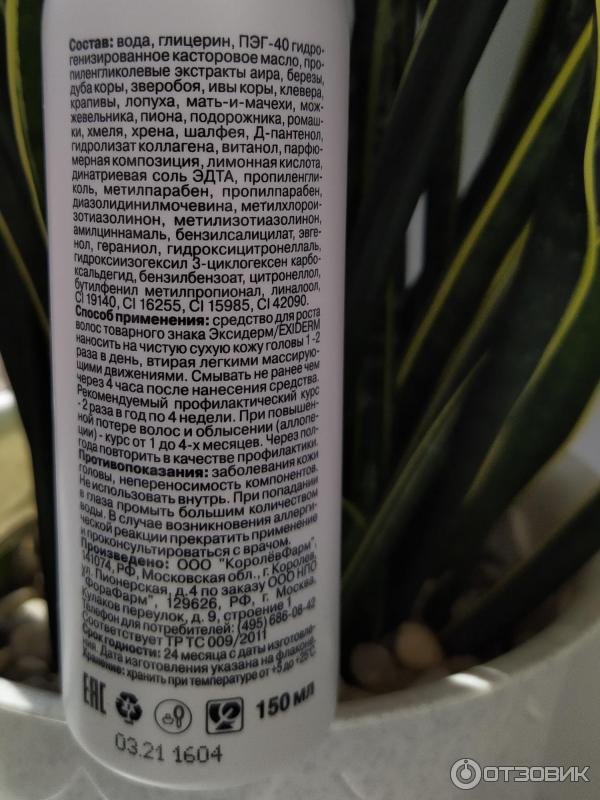 Состав: вода, глицерин, ПЭГ-40 гидро-
генизированное касторовое масло, про-
пиленгликолевые экстракты аира, березы,
дуба коры, зверобоя, ивы коры, клевера,
крапивы, лопуха, мать-и-мачехи, мож-
жевельника, пиона, подорожника, ромаш-
ки, хмеля, хрена, шалфея, Д-пантенол,
гидролизат коллагена, витанол, парфю-
мерная композиция, лимонная кислота,
динатриевая соль ЭДТА, пропиленгли-
коль, метилпарабен, пропилпарабен,
диазолидинилмочевина, метилхлорои-
зотиазолинон, метилизотиазолинон,
амилциннамаль, бензилсалицилат, эвге-
нол, гераниол, гидроксицитронеллаль,
гидроксиизогексил 3-циклогексен карбо-
ксальдегид, бензилбензоат, цитронеллол,
бутилфенил метилпропионал, линалоол,
CI 19140, CI 16255, CI 15985, CI 42090.
Способ применения: средство для роста
волос товарного знака Эксидерм/EXIDERM
наносить на чистую сухую кожу головы 1-2
раза в день, втирая легкими массирую-
щими движениями. Смывать не ранее чем
через 4 часа после нанесения средства.
Рекомендуемый профилактический курс
- 2 раза в год по 4 недели. При повышен-
ной потере волос и облысении (аллопе-
ции) - курс от 1 до 4-х месяцев. Через пол-
года повторить в качестве профилактики.
Противопоказания: заболевания кожи
головы, непереносимость компонентов.
Не использовать внутрь. При попадании
в глаза промыть большим количеством
воды. В случае возникновения аллерги-
ческой реакции прекратить применение
и проконсультироваться с врачом.
Произведено: ООО "КоролёвФарм",
141074, РФ, Московская обл., г. Королев,
ул. Пионерская, д.4 по заказу ООО НПО
"ФораФарм", 129626, РФ, г. Москва,
Кулаков переулок, д. 9, строение 1
Телефон для потребителей: (495) 686-08-42
Соответствует ТР ТС 009/2011
Срок годности: 24 месяца с даты изготовле-
ния. Дата изготовления указана на флаконе.
Хранение: хранить при температуре от +5 до +25°С
EAC 150 мл
03.21 1604
ОТЗОВИК